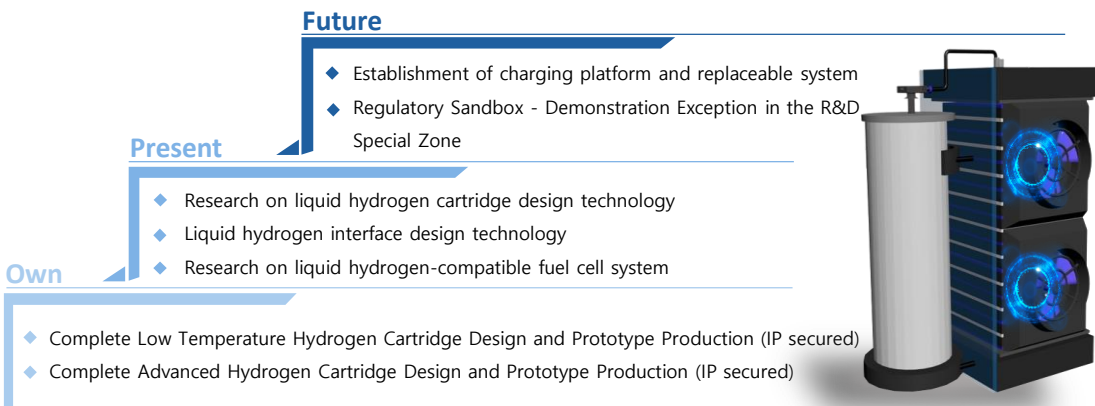 Future
Establishment of charging platform and replaceable system
Regulatory Sandbox - Demonstration Exception in the R&D
Special Zone
Present
Research on liquid hydrogen cartridge design technology
Liquid hydrogen interface design technology
Research on liquid hydrogen-compatible fuel cell system
Own
Complete Low Temperature Hydrogen Cartridge Design and Prototype Production (IP secured)
Complete Advanced Hydrogen Cartridge Design and Prototype Production (IP secured)